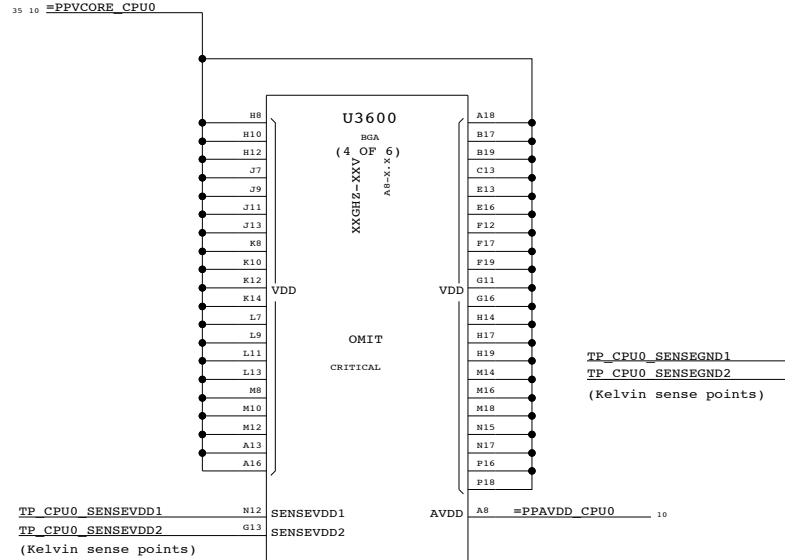 35 10 =PPVCORE_CPU0
U3600
BGA
(4 OF 6)
XXGHZ-XXV
A8-X.X
H8
H10
H12
J7
J9
J11
J13
K8
K10
K12
K14
L7
L9
L11
L13
M8
M10
M12
A13
A16
VDD
VDD
OMIT
CRITICAL
A18
B17
B19
C13
E13
E16
F12
F17
F19
G11
G16
H14
H17
H19
M14
M16
M18
N15
N17
P16
P18
TP_CPU0_SENSEGND1
TP_CPU0_SENSEGND2
(Kelvin sense points)
TP_CPU0_SENSEVDD1 N12 SENSEVDD1
TP_CPU0_SENSEVDD2 G13 SENSEVDD2
(Kelvin sense points)
AVDD A8 =PPAVDD_CPU0 10